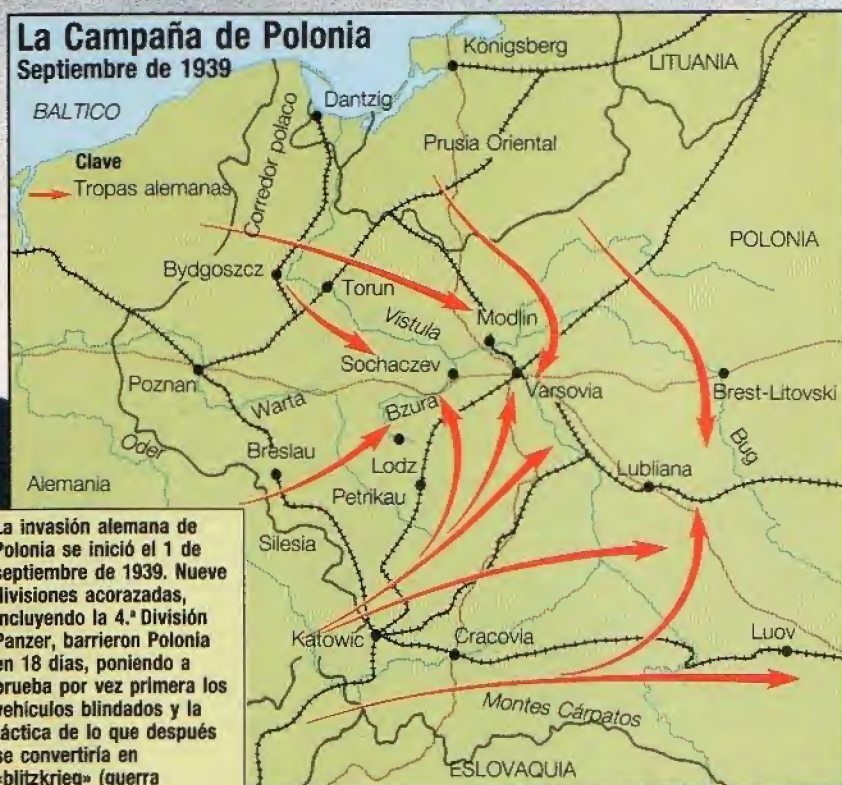 La Campaña de Polonia
Septiembre de 1939
BALTICO
Clave
Tropas alemanas
Corredor polaco
Dantzig
Königsberg
LITUANIA
Prusia Oriental
POLONIA
Bydgoszcz
Torun
Vistula
Modlin
Sochaczev
Varsovia
Brest-Litovski
Poznan
Warta
Bzura
Oder
Breslau
Lodz
Petrikau
Bug
Lubliana
Alemania
Silesia
Katowic
Cracovia
Luov
Montes Cárpatos
ESLOVAQUIA
La invasión alemana de
Polonia se inició el 1 de
septiembre de 1939. Nueve
divisiones acorazadas,
incluyendo la 4.ª División
Panzer, barrieron Polonia
en 18 días, poniendo a
prueba por vez primera los
vehículos blindados y la
táctica de lo que después
se convertiría en
«blitzkrieg» (guerra